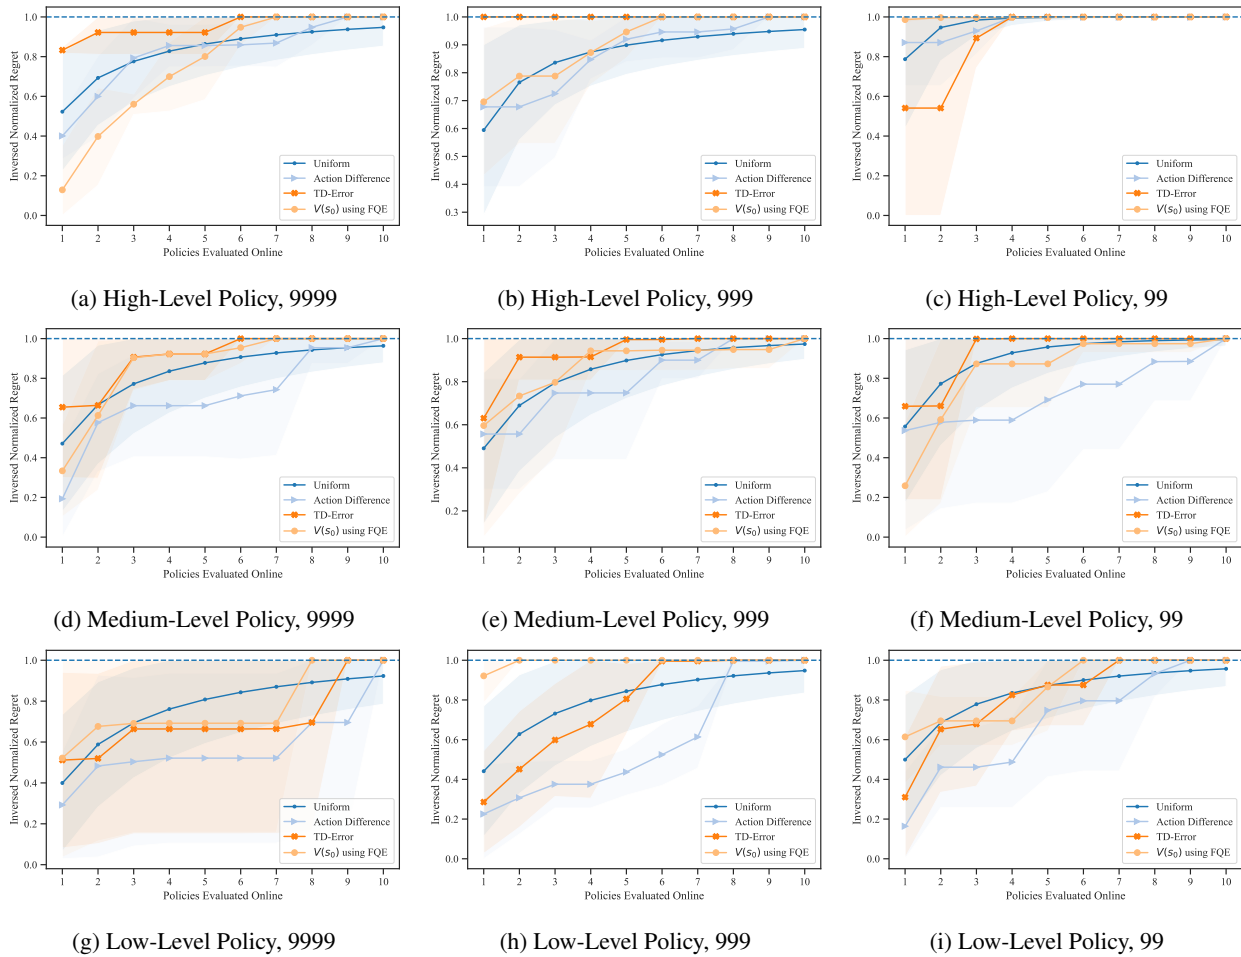 1.0
0.8
0.6
0.4
0.2
0.0
Inversed Normalized Regret
Uniform
Action Difference
TD-Error
V(s₀) using FQE
1 2 3 4 5 6 7 8 9 10
Policies Evaluated Online
(a) High-Level Policy, 9999
1.0
0.9
0.8
0.7
0.6
0.5
0.4
0.3
Inversed Normalized Regret
Uniform
Action Difference
TD-Error
V(s₀) using FQE
1 2 3 4 5 6 7 8 9 10
Policies Evaluated Online
(b) High-Level Policy, 999
1.0
0.8
0.6
0.4
0.2
0.0
Inversed Normalized Regret
Uniform
Action Difference
TD-Error
V(s₀) using FQE
1 2 3 4 5 6 7 8 9 10
Policies Evaluated Online
(c) High-Level Policy, 99
1.0
0.8
0.6
0.4
0.2
0.0
Inversed Normalized Regret
Uniform
Action Difference
TD-Error
V(s₀) using FQE
1 2 3 4 5 6 7 8 9 10
Policies Evaluated Online
(d) Medium-Level Policy, 9999
1.0
0.8
0.6
0.4
0.2
Inversed Normalized Regret
Uniform
Action Difference
TD-Error
V(s₀) using FQE
1 2 3 4 5 6 7 8 9 10
Policies Evaluated Online
(e) Medium-Level Policy, 999
1.0
0.8
0.6
0.4
0.2
0.0
Inversed Normalized Regret
Uniform
Action Difference
TD-Error
V(s₀) using FQE
1 2 3 4 5 6 7 8 9 10
Policies Evaluated Online
(f) Medium-Level Policy, 99
1.0
0.8
0.6
0.4
0.2
0.0
Inversed Normalized Regret
Uniform
Action Difference
TD-Error
V(s₀) using FQE
1 2 3 4 5 6 7 8 9 10
Policies Evaluated Online
(g) Low-Level Policy, 9999
1.0
0.8
0.6
0.4
0.2
0.0
Inversed Normalized Regret
Uniform
Action Difference
TD-Error
V(s₀) using FQE
1 2 3 4 5 6 7 8 9 10
Policies Evaluated Online
(h) Low-Level Policy, 999
1.0
0.8
0.6
0.4
0.2
0.0
Inversed Normalized Regret
Uniform
Action Difference
TD-Error
V(s₀) using FQE
1 2 3 4 5 6 7 8 9 10
Policies Evaluated Online
(i) Low-Level Policy, 99